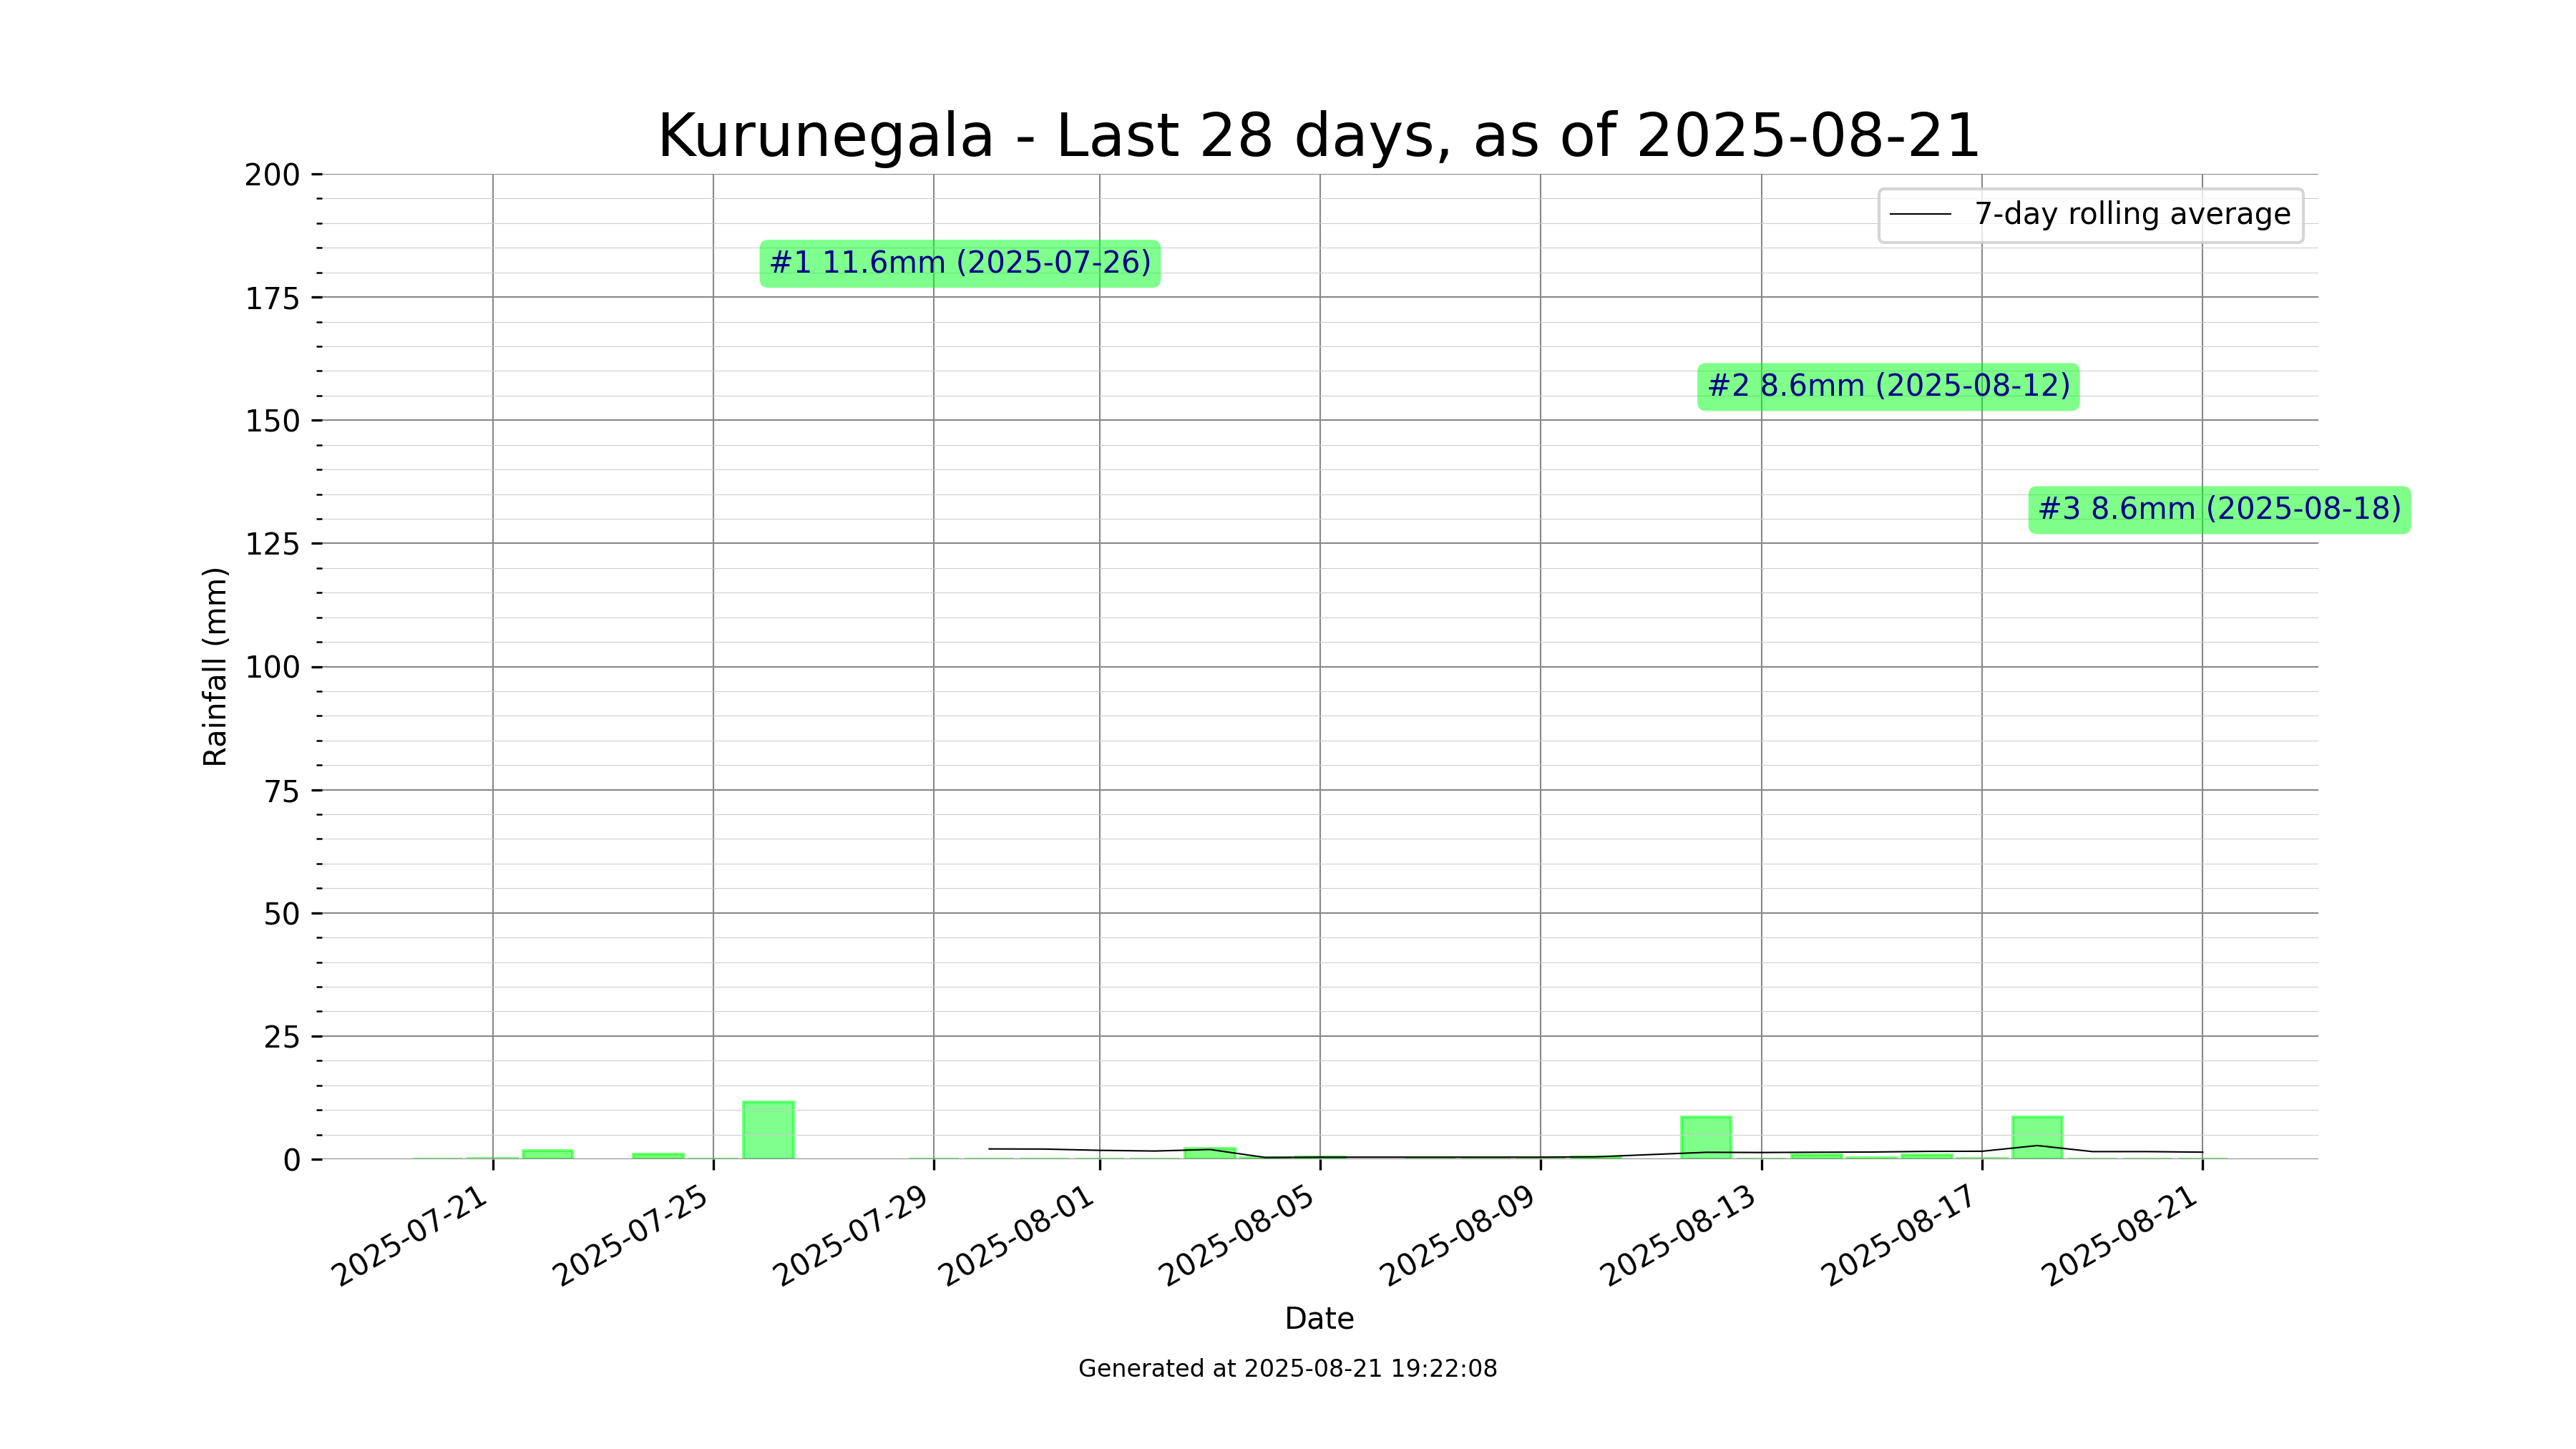 Kurunegala - Last 28 days, as of 2025-08-21
7-day rolling average
#1 11.6mm (2025-07-26)
#2 8.6mm (2025-08-12)
#3 8.6mm (2025-08-18)
Rainfall (mm)
200
175
150
125
100
75
50
25
0
2025-07-21
2025-07-25
2025-07-29
2025-08-01
2025-08-05
2025-08-09
2025-08-13
2025-08-17
2025-08-21
Date
Generated at 2025-08-21 19:22:08